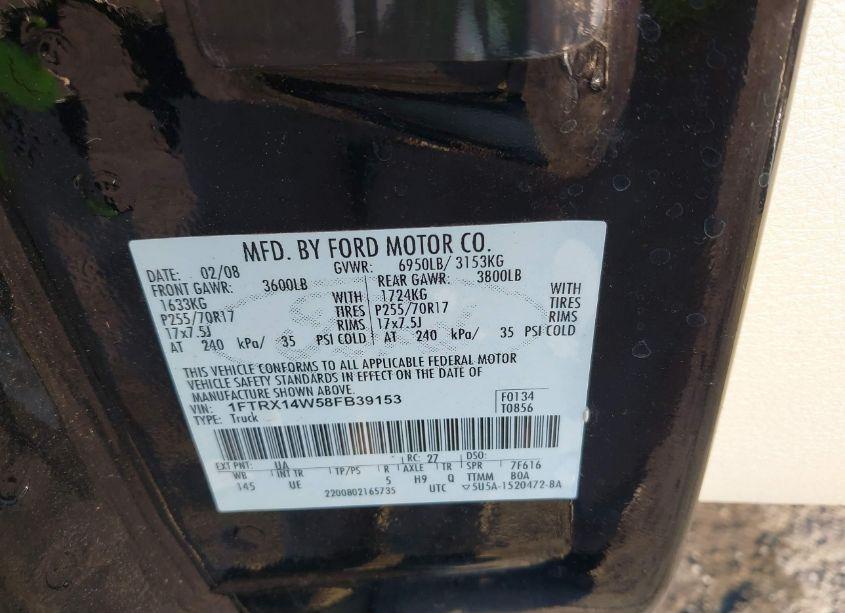 MFD. BY FORD MOTOR CO.
DATE: 02/08 GVWR: 6950LB/ 3153KG
FRONT GAWR: 3600LB REAR GAWR: 3800LB
1633KG WITH 1724KG WITH
P255/70R17 TIRES P255/70R17 TIRES
17x7.5J RIMS 17x7.5J RIMS
AT 240 kPa/ 35 PSI COLD AT 240 kPa/ 35 PSI COLD
THIS VEHICLE CONFORMS TO ALL APPLICABLE FEDERAL MOTOR
VEHICLE SAFETY STANDARDS IN EFFECT ON THE DATE OF
MANUFACTURE SHOWN ABOVE.
VIN: 1FTRX14W58FB39153 F0134
TYPE: Truck T0856
EXT PNT: UA RC: 27 DSO:
WB INT TR TP/PS R AXLE TR SPR 7F616
145 UE 5 H9 Q TTMM BOA
2200802165735 UTC ▽5U5A-1520472-BA